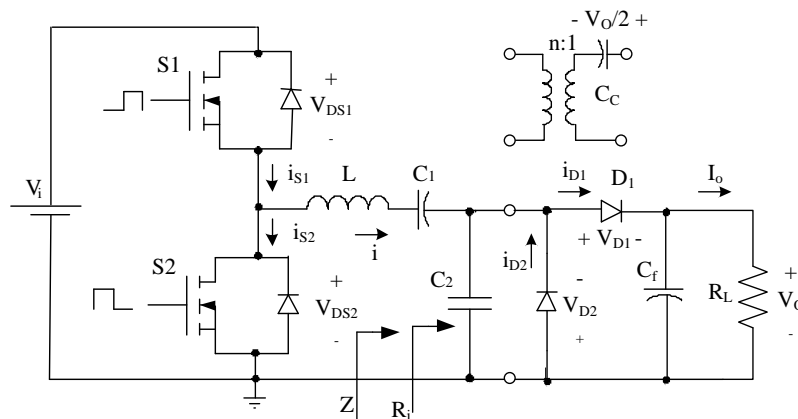 - V_O/2 +
n:1
S1
+
V_DS1
-
C_C
V_i
i_S1
L
C_1
i_D1
D_1
I_o
i_S2
i
i_D2
+ V_D1 -
S2
+
V_DS2
-
C_2
-
V_D2
+
C_f
R_L
+
V_O
-
Z
R_i